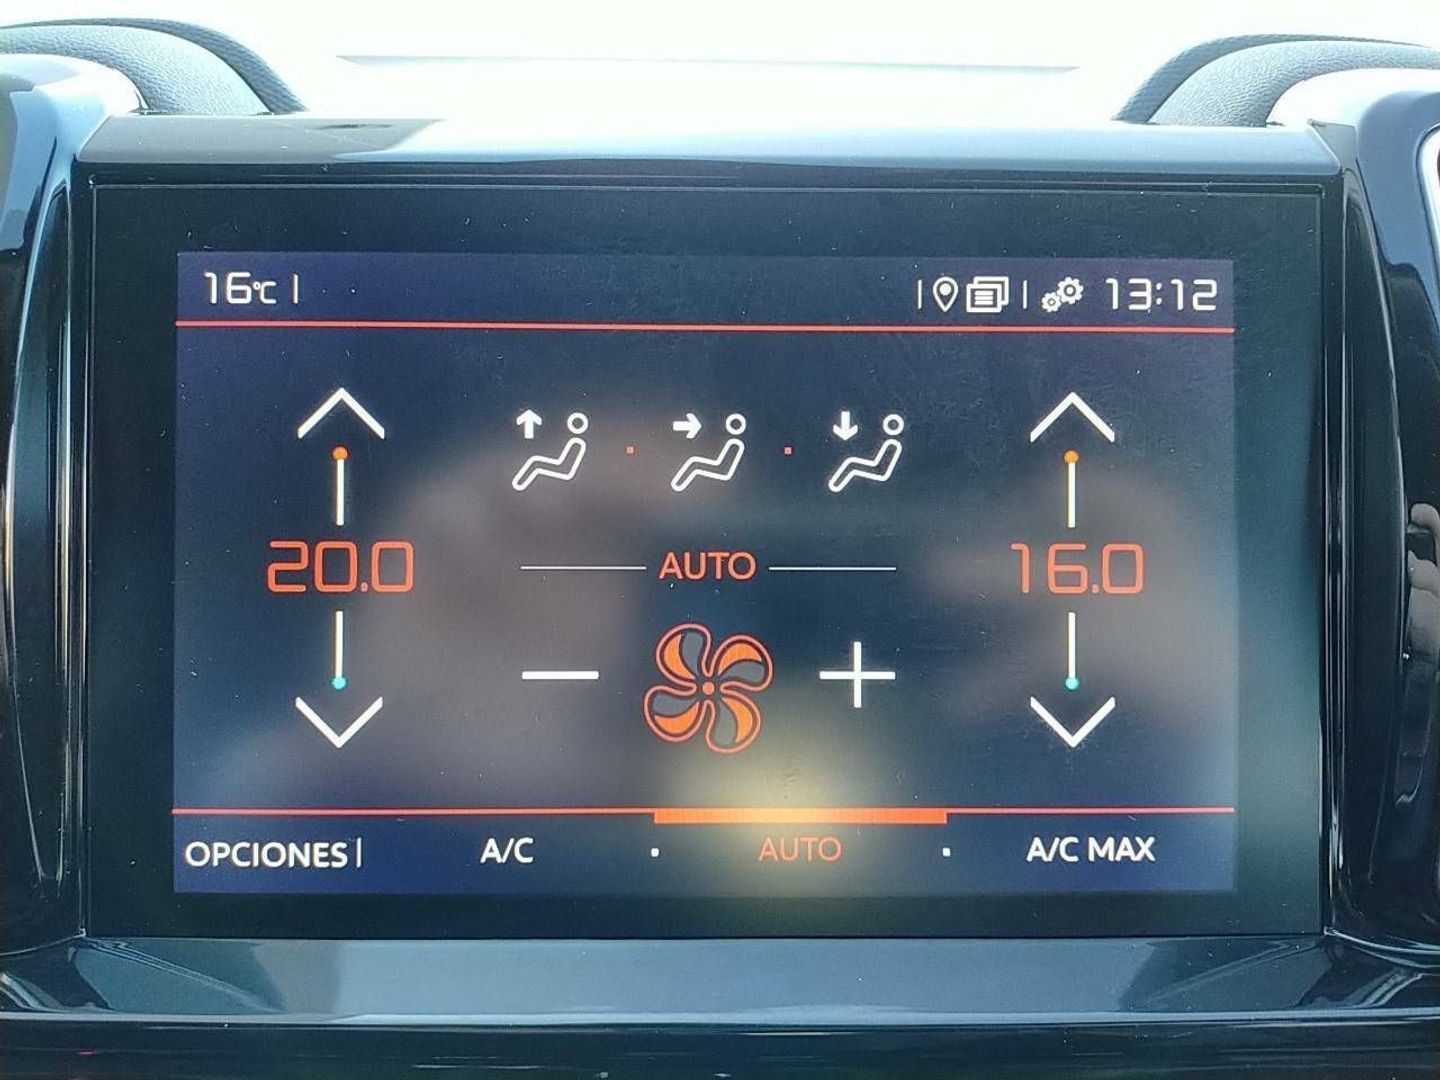 16°C 13:12
20.0 AUTO 16.0
OPCIONES A/C AUTO A/C MAX